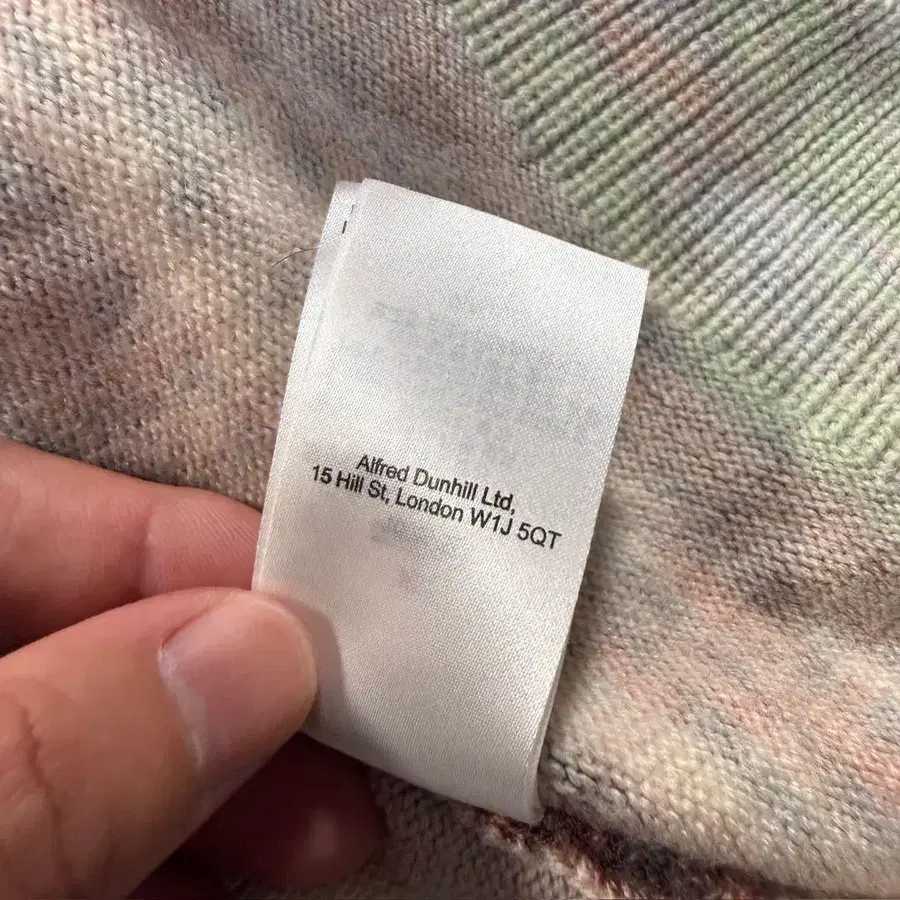 Alfred Dunhill Ltd,
15 Hill St, London W1J 5QT